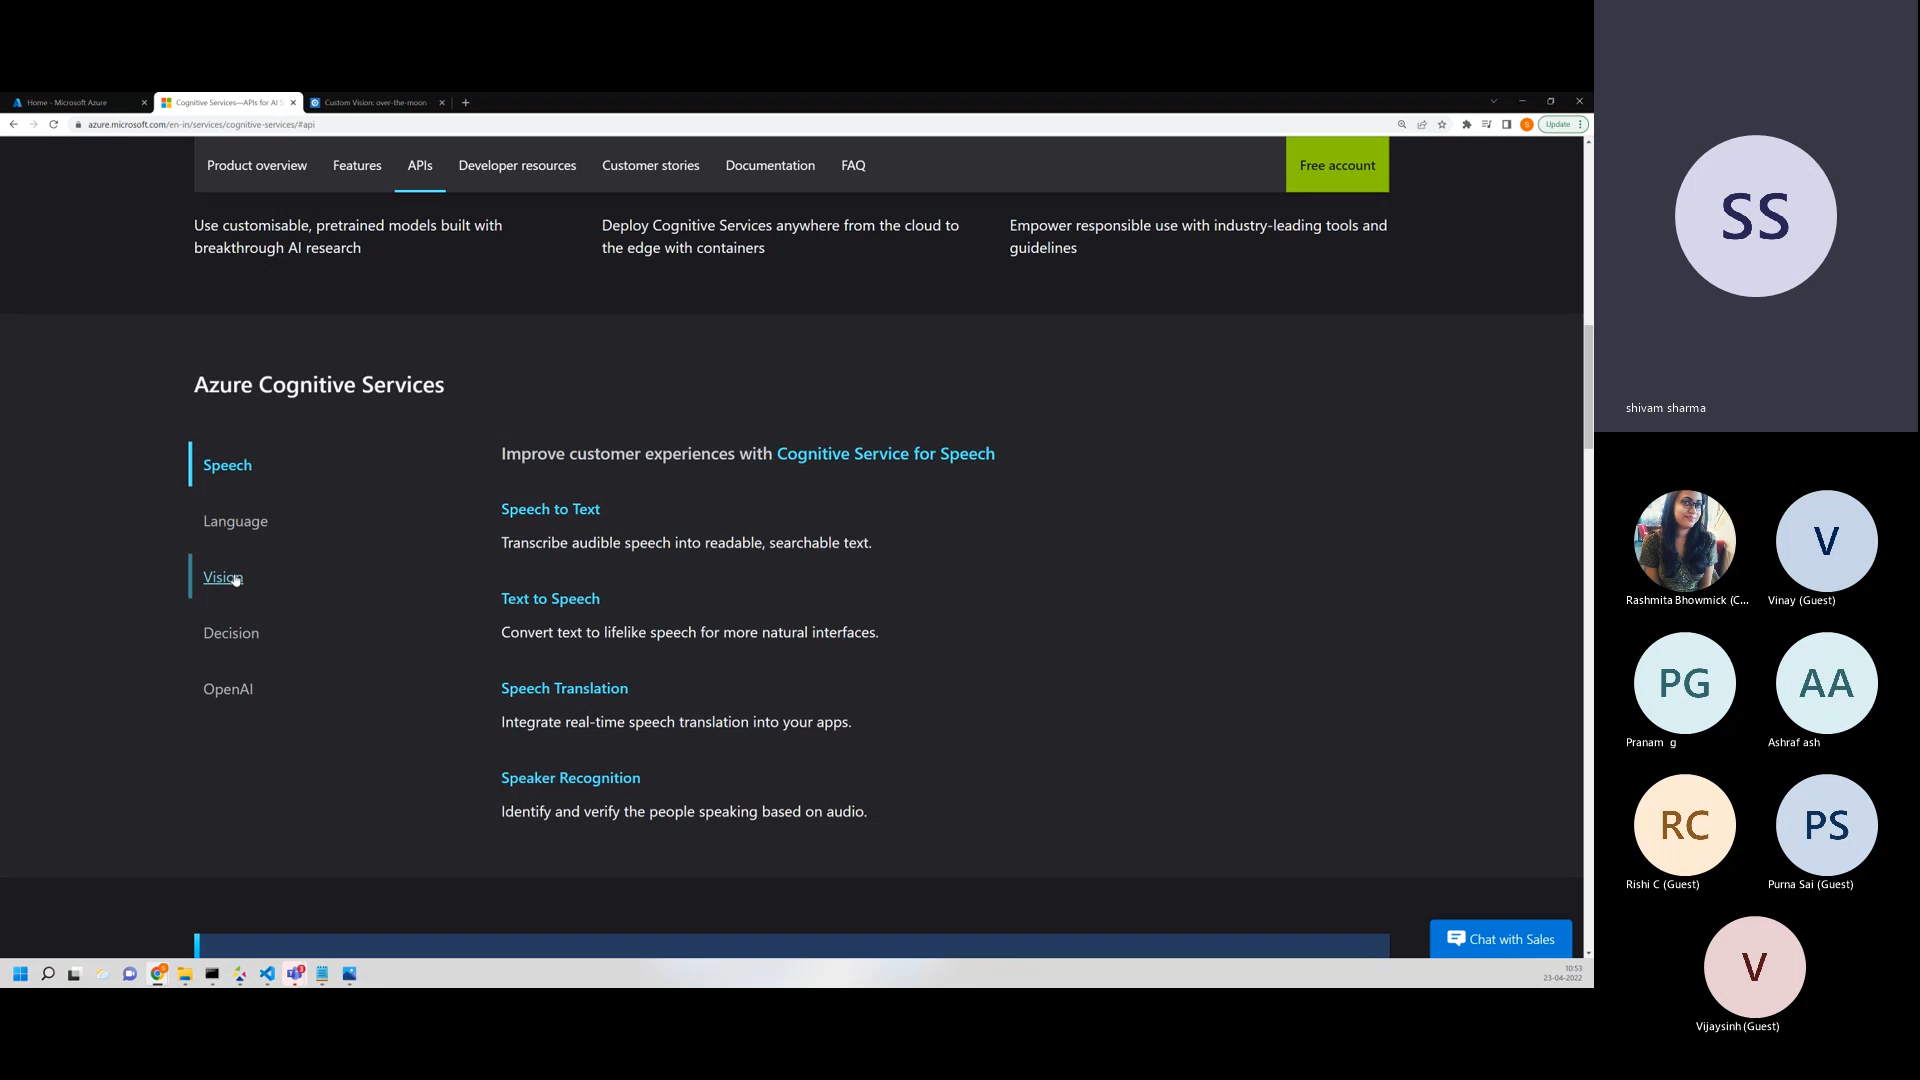 Home - Microsoft Azure
Cognitive Services—APIs for AI S
Custom Vision: over-the-moon
azure.microsoft.com/en-in/services/cognitive-services/#api
S
Update
Product overview
Features
APIs
Developer resources
Customer stories
Documentation
FAQ
Free account
Use customisable, pretrained models built with
breakthrough AI research
Deploy Cognitive Services anywhere from the cloud to
the edge with containers
Empower responsible use with industry-leading tools and
guidelines
Azure Cognitive Services
Speech
Language
Vision
Decision
OpenAI
Improve customer experiences with Cognitive Service for Speech
Speech to Text
Transcribe audible speech into readable, searchable text.
Text to Speech
Convert text to lifelike speech for more natural interfaces.
Speech Translation
Integrate real-time speech translation into your apps.
Speaker Recognition
Identify and verify the people speaking based on audio.
Chat with Sales
10:53
23-04-2022
SS
shivam sharma
Rashmita Bhowmick (C...
V
Vinay (Guest)
PG
Pranam g
AA
Ashraf ash
RC
Rishi C (Guest)
PS
Purna Sai (Guest)
V
Vijaysinh (Guest)